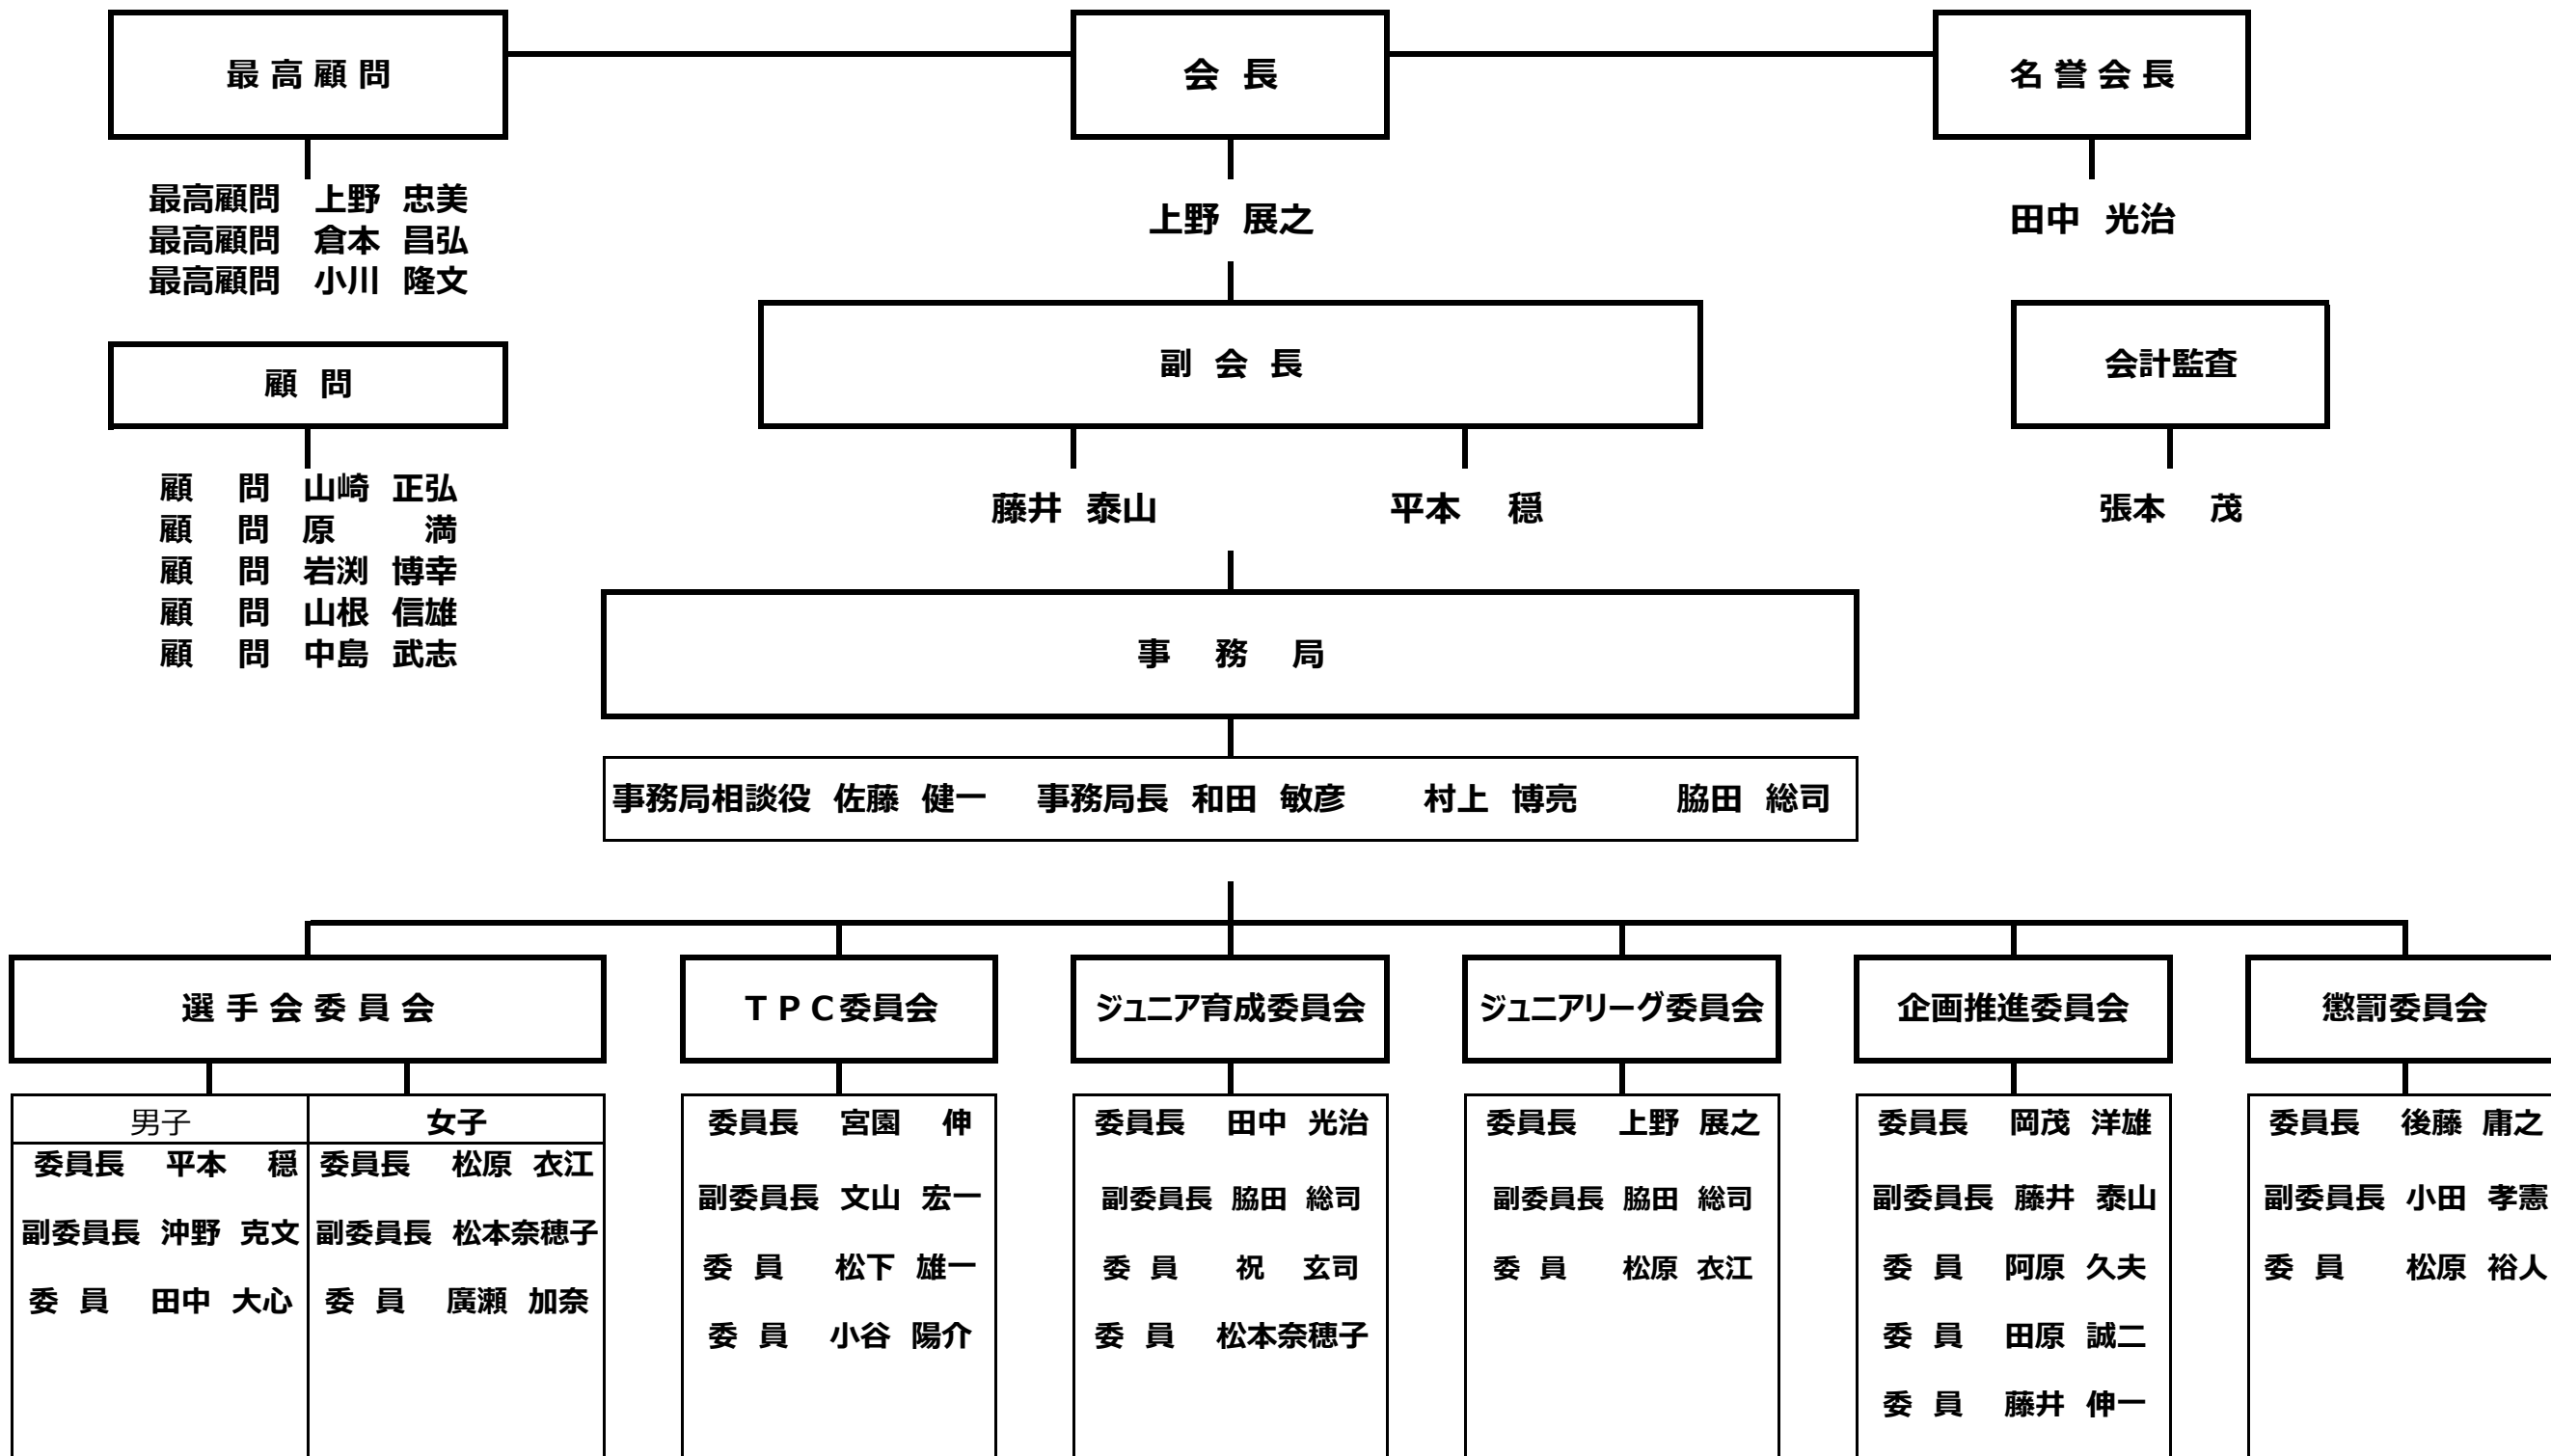 最高顧問
会長
名誉会長
最高顧問 上野 忠美
最高顧問 倉本 昌弘
最高顧問 小川 隆文
上野 展之
田中 光治
顧問
副会長
会計監査
顧問 山崎 正弘
顧問 原 満
顧問 岩渕 博幸
顧問 山根 信雄
顧問 中島 武志
藤井 泰山 平本 穏
張本 茂
事務局
事務局相談役 佐藤 健一 事務局長 和田 敏彦 村上 博亮 脇田 総司
選手会委員会
男子
委員長 平本 穏
副委員長 沖野 克文
委員 田中 大心
女子
委員長 松原 衣江
副委員長 松本奈穂子
委員 廣瀬 加奈
TPC委員会
委員長 宮園 伸
副委員長 文山 宏一
委員 松下 雄一
委員 小谷 陽介
ジュニア育成委員会
委員長 田中 光治
副委員長 脇田 総司
委員 祝 玄司
委員 松本奈穂子
ジュニアリーグ委員会
委員長 上野 展之
副委員長 脇田 総司
委員 松原 衣江
企画推進委員会
委員長 岡茂 洋雄
副委員長 藤井 泰山
委員 阿原 久夫
委員 田原 誠二
委員 藤井 伸一
懲罰委員会
委員長 後藤 庸之
副委員長 小田 孝憲
委員 松原 裕人